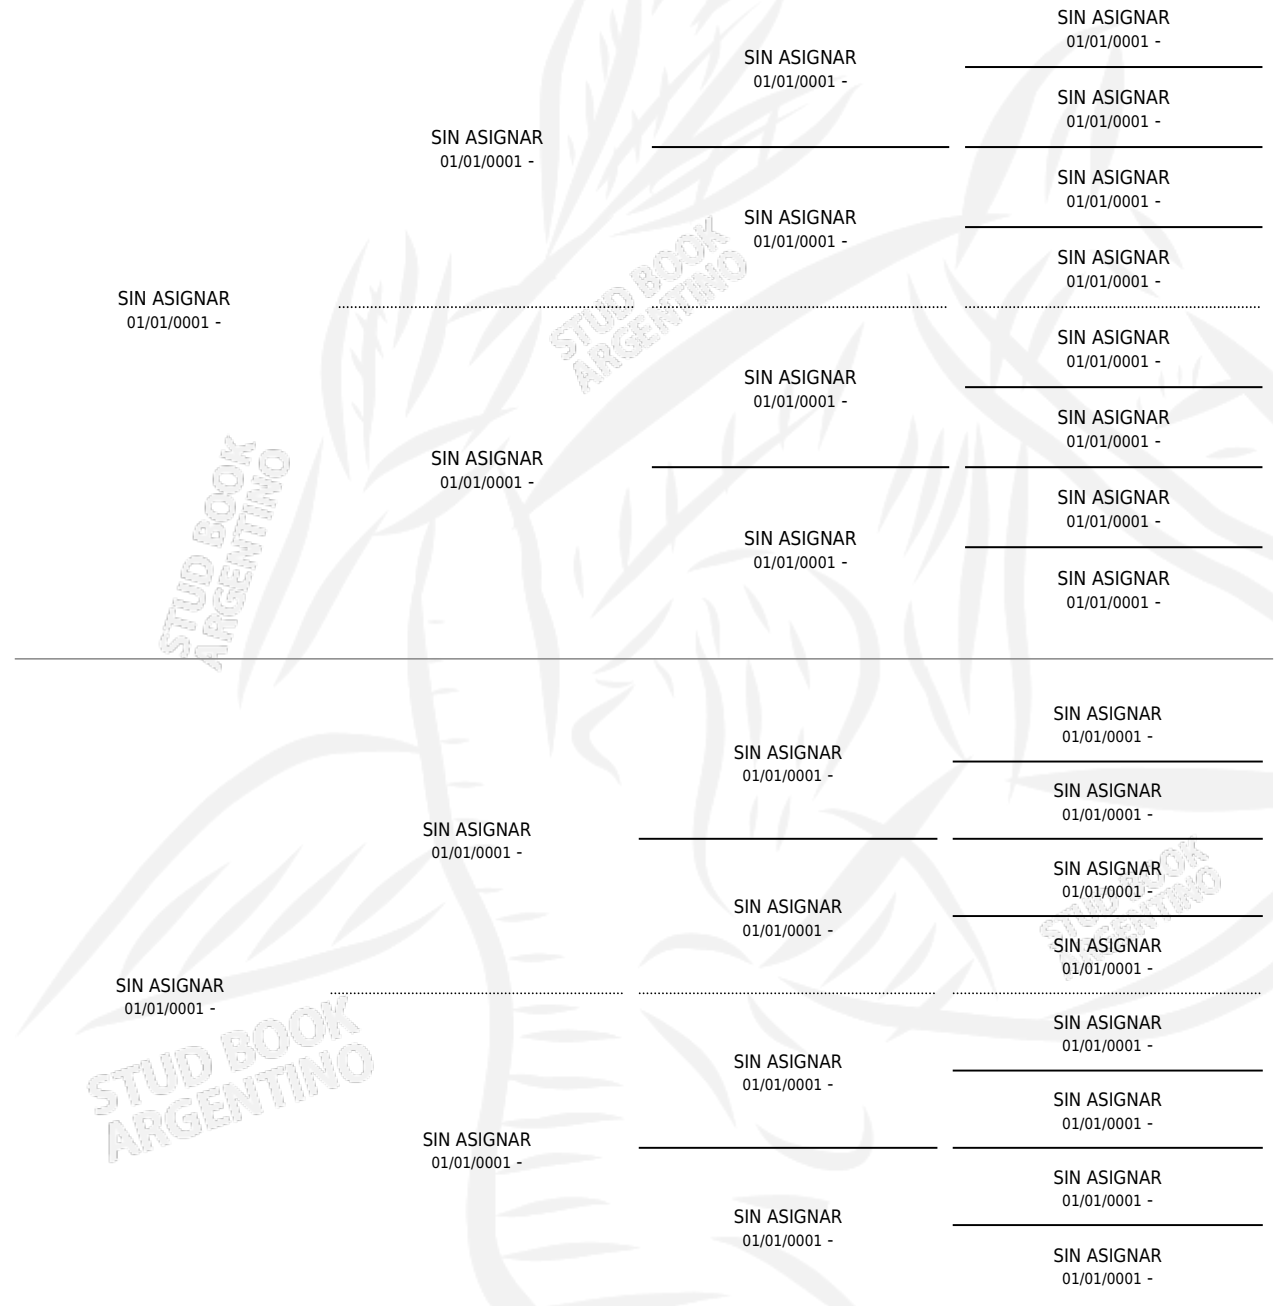 SIN ASIGNAR
01/01/0001 -
SIN ASIGNAR
01/01/0001 -
SIN ASIGNAR
01/01/0001 -
SIN ASIGNAR
01/01/0001 -
SIN ASIGNAR
01/01/0001 -
SIN ASIGNAR
01/01/0001 -
SIN ASIGNAR
01/01/0001 -
SIN ASIGNAR
01/01/0001 -
SIN ASIGNAR
01/01/0001 -
SIN ASIGNAR
01/01/0001 -
SIN ASIGNAR
01/01/0001 -
SIN ASIGNAR
01/01/0001 -
SIN ASIGNAR
01/01/0001 -
SIN ASIGNAR
01/01/0001 -
SIN ASIGNAR
01/01/0001 -
STUD BOOK
ARGENTINO
STUD BOOK
ARGENTINO
SIN ASIGNAR
01/01/0001 -
SIN ASIGNAR
01/01/0001 -
SIN ASIGNAR
01/01/0001 -
SIN ASIGNAR
01/01/0001 -
SIN ASIGNAR
01/01/0001 -
SIN ASIGNAR
01/01/0001 -
SIN ASIGNAR
01/01/0001 -
SIN ASIGNAR
01/01/0001 -
SIN ASIGNAR
01/01/0001 -
SIN ASIGNAR
01/01/0001 -
SIN ASIGNAR
01/01/0001 -
SIN ASIGNAR
01/01/0001 -
SIN ASIGNAR
01/01/0001 -
SIN ASIGNAR
01/01/0001 -
SIN ASIGNAR
01/01/0001 -
STUD BOOK
ARGENTINO
STUD BOOK
ARGENTINO